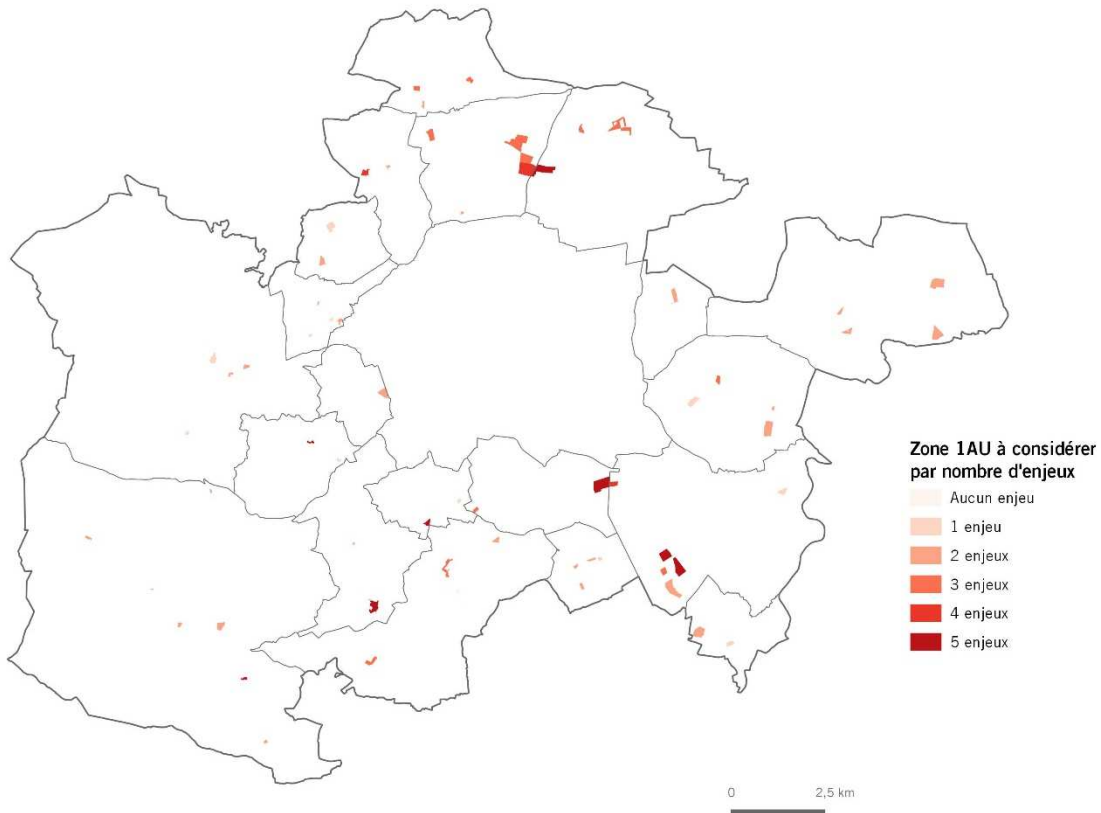 Zone 1AU à considérer
par nombre d'enjeux
Aucun enjeu
1 enjeu
2 enjeux
3 enjeux
4 enjeux
5 enjeux
0 2,5 km